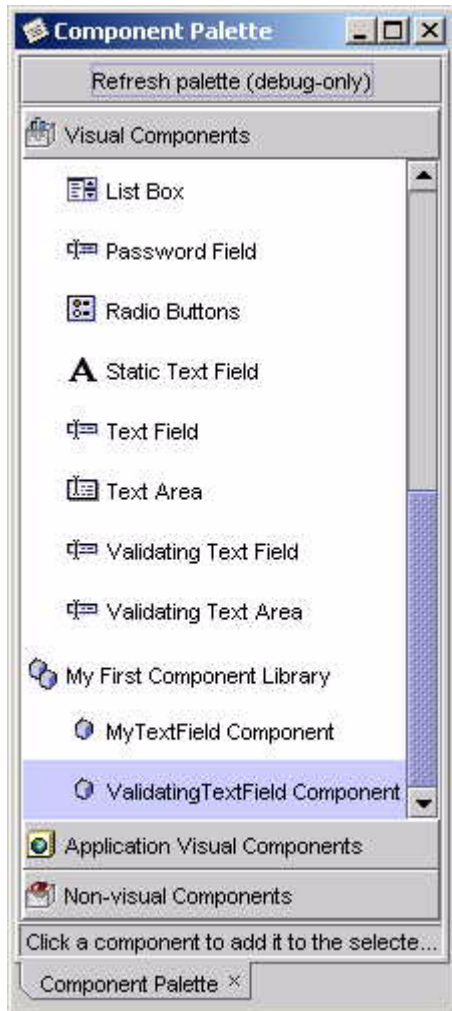 Component Palette
Refresh palette (debug-only)
Visual Components
List Box
Password Field
Radio Buttons
A Static Text Field
Text Field
Text Area
Validating Text Field
Validating Text Area
My First Component Library
MyTextField Component
ValidatingTextField Component
Application Visual Components
Non-visual Components
Click a component to add it to the selecte...
Component Palette ×